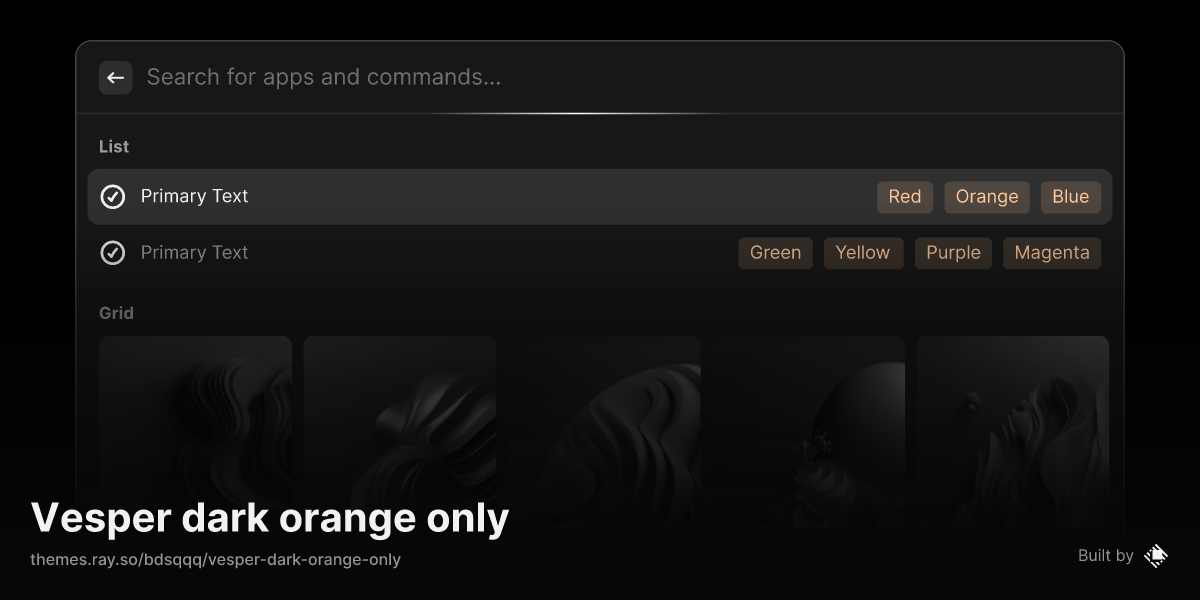 Search for apps and commands...
List
Primary Text Red Orange Blue
Primary Text Green Yellow Purple Magenta
Grid
Vesper dark orange only
themes.ray.so/bdsqqq/vesper-dark-orange-only
Built by